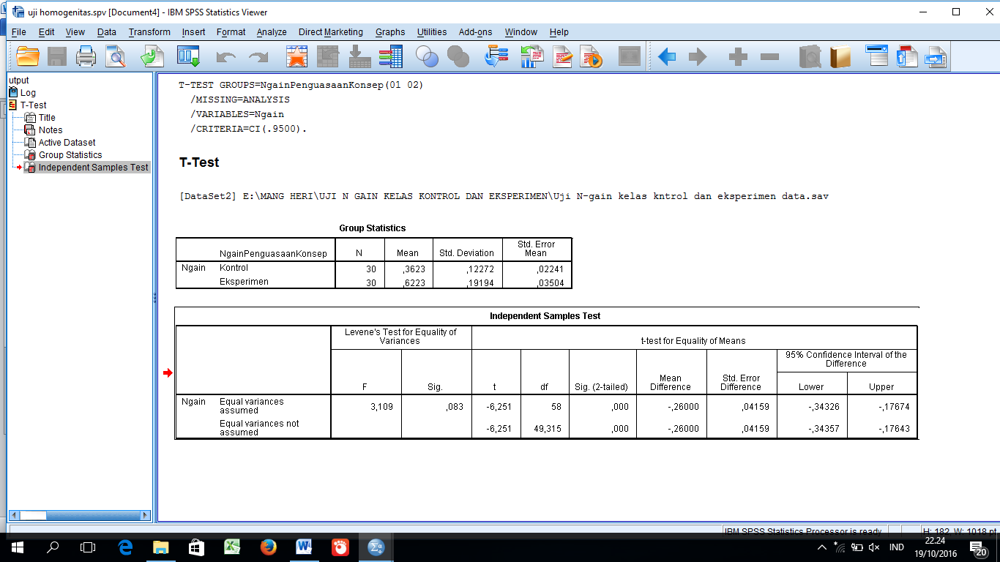 uji homogenitas.spv [Document4] - IBM SPSS Statistics Viewer
File Edit View Data Transform Insert Format Analyze Direct Marketing Graphs Utilities Add-ons Window Help
utput
Log
T-Test
Title
Notes
Active Dataset
Group Statistics
Independent Samples Test
T-TEST GROUPS=NgainPenguasaanKonsep(01 02)
/MISSING=ANALYSIS
/VARIABLES=Ngain
/CRITERIA=CI(.9500).
T-Test
[DataSet2] E:\MANG HERI\UJI N GAIN KELAS KONTROL DAN EKSPERIMEN\Uji N-gain kelas kntrol dan eksperimen data.sav
Group Statistics
NgainPenguasaanKonsep N Mean Std. Deviation Std. Error Mean
Ngain Kontrol 30 ,3623 ,12272 ,02241
Eksperimen 30 ,6223 ,19194 ,03504
Independent Samples Test
Levene's Test for Equality of Variances t-test for Equality of Means
95% Confidence Interval of the Difference
F Sig. t df Sig. (2-tailed) Mean Difference Std. Error Difference Lower Upper
Ngain Equal variances assumed 3,109 ,083 -6,251 58 ,000 -,26000 ,04159 -,34326 -,17674
Equal variances not assumed -6,251 49,315 ,000 -,26000 ,04159 -,34357 -,17643
IBM SPSS Statistics Processor is ready H: 182, W: 1018 pt
IND
22.24
19/10/2016
20